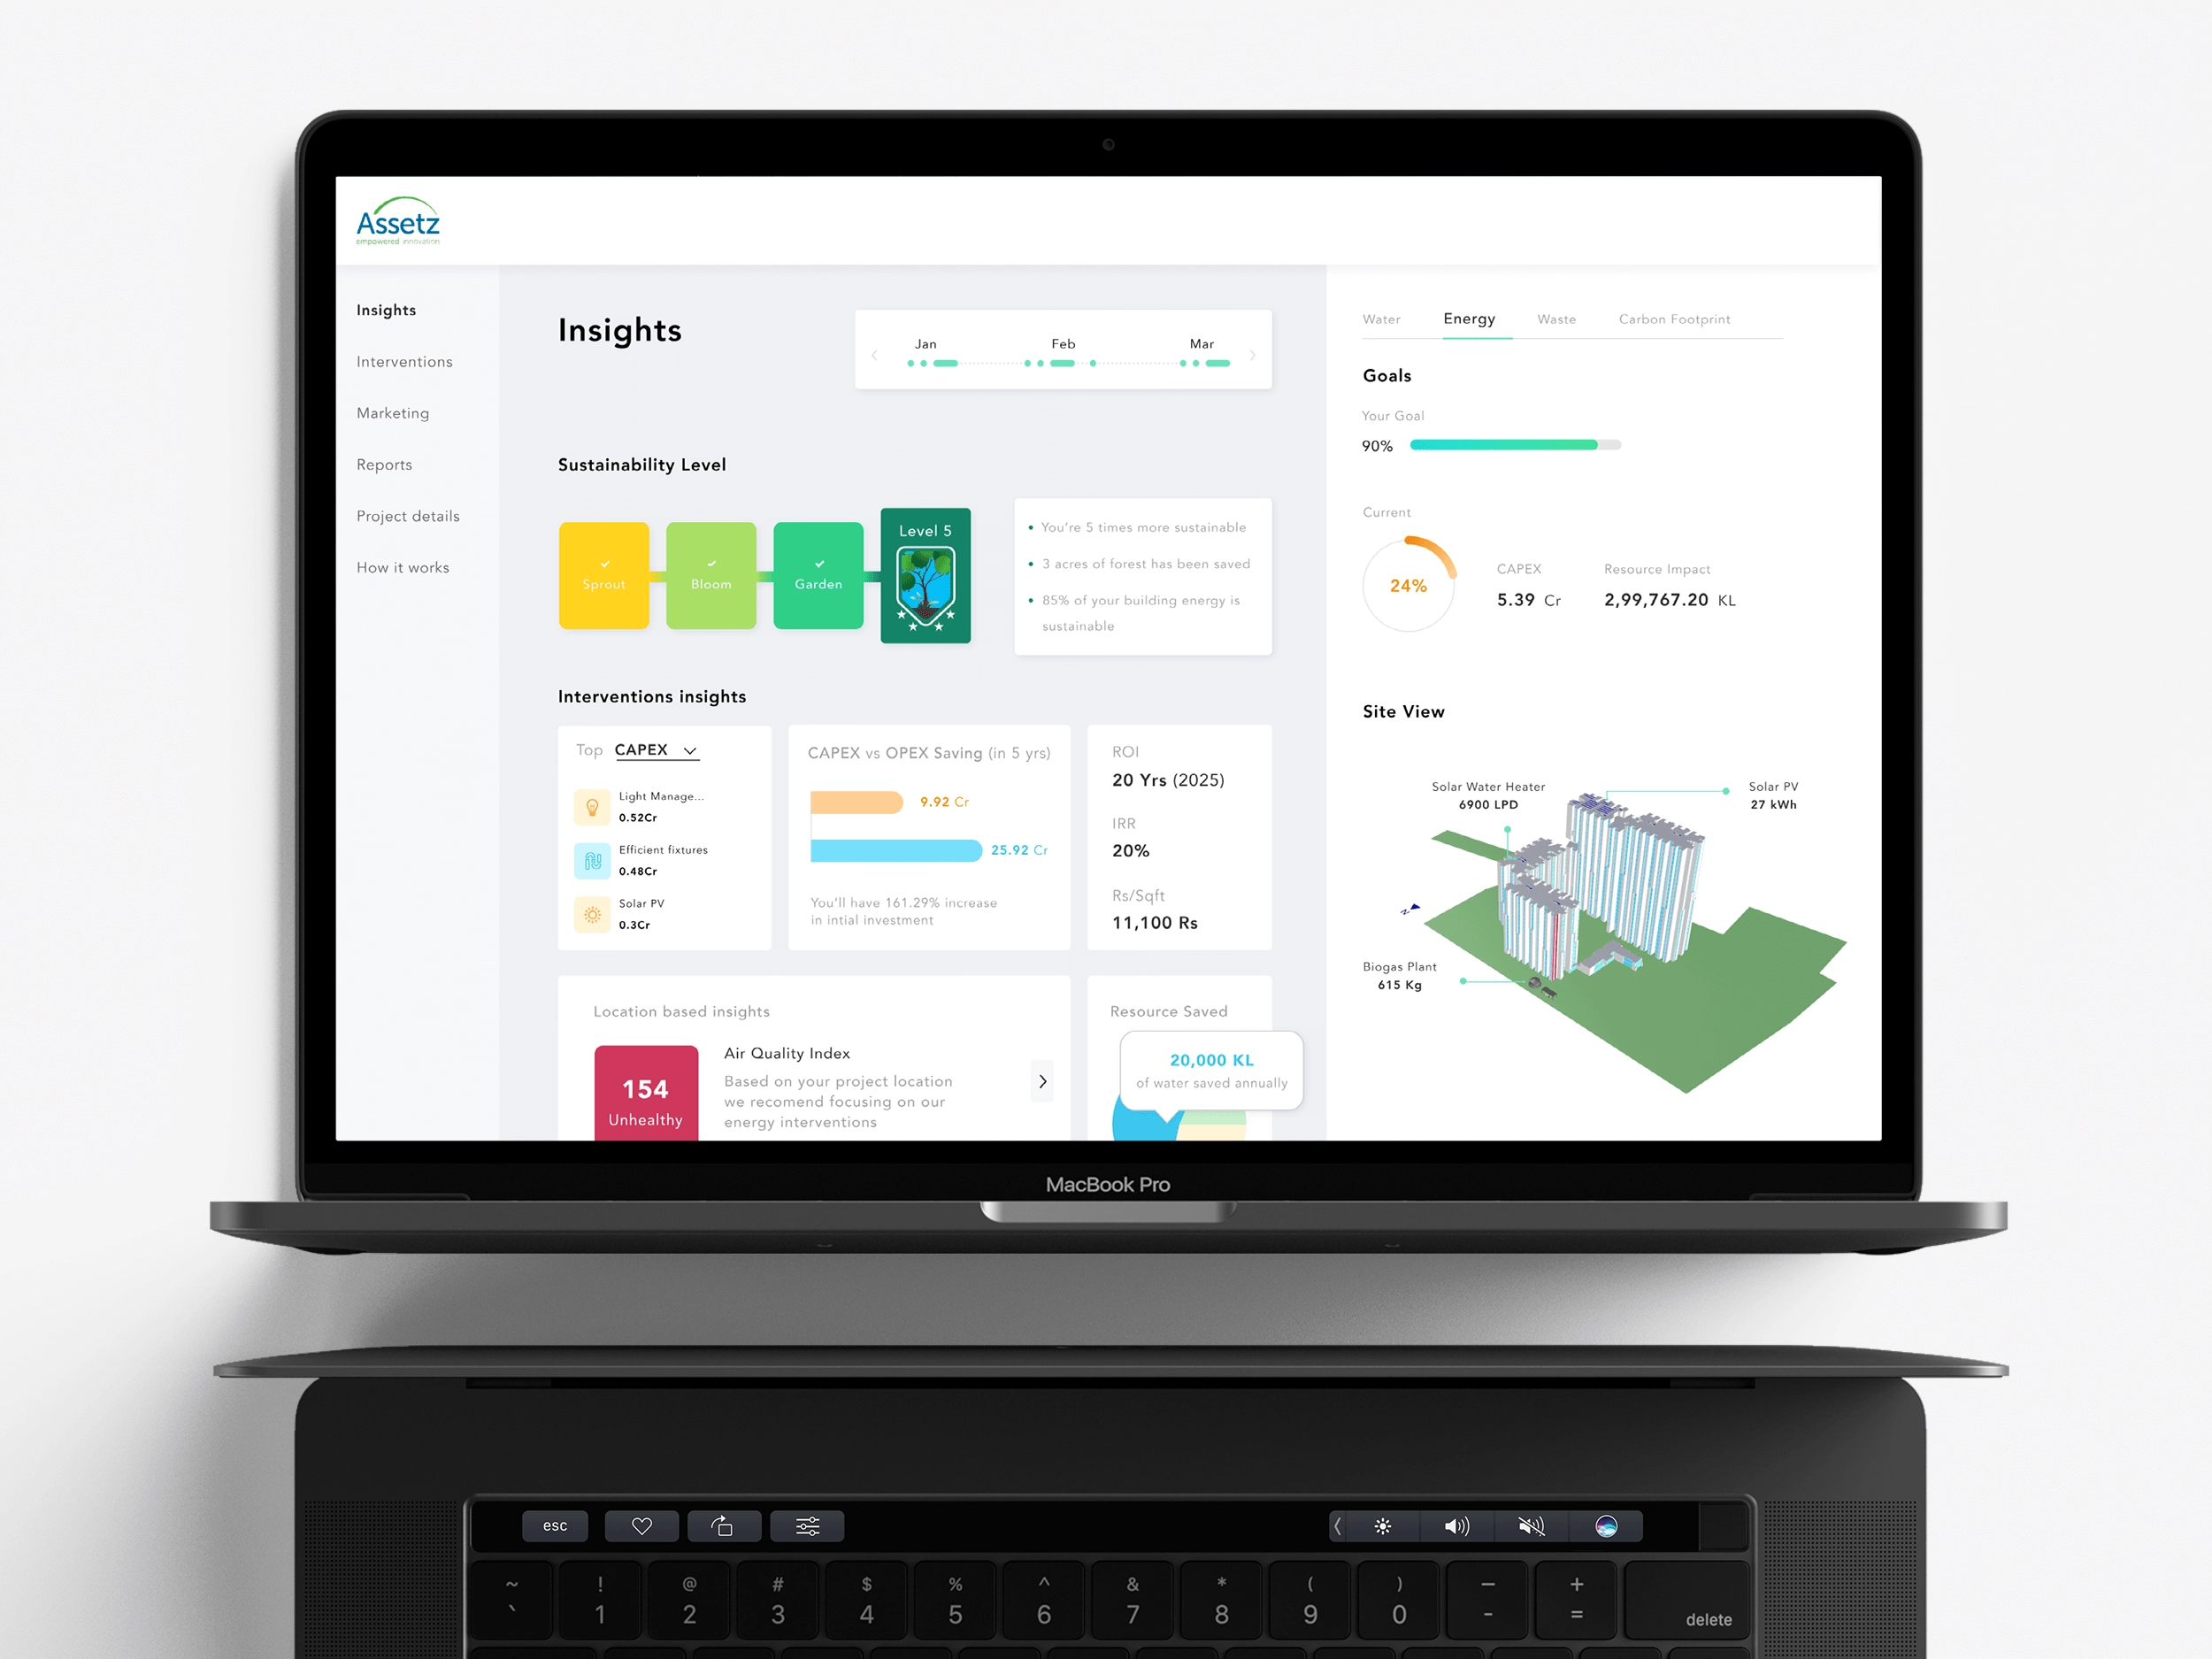 Assetz
empowered innovation
Insights
Interventions
Marketing
Reports
Project details
How it works
Insights
Jan Feb Mar
Sustainability Level
Sprout
Bloom
Garden
Level 5
You're 5 times more sustainable
3 acres of forest has been saved
85% of your building energy is
sustainable
Interventions insights
Top CAPEX
Light Manage...
0.52Cr
Efficient fixtures
0.48Cr
Solar PV
0.3Cr
CAPEX vs OPEX Saving (in 5 yrs)
9.92 Cr
25.92 Cr
You'll have 161.29% increase
in intial investment
ROI
20 Yrs (2025)
IRR
20%
Rs/Sqft
11,100 Rs
Location based insights
154
Unhealthy
Air Quality Index
Based on your project location
we recomend focusing on our
energy interventions
Resource Saved
20,000 KL
of water saved annually
Water Energy Waste Carbon Footprint
Goals
Your Goal
90%
Current
24%
CAPEX
5.39 Cr
Resource Impact
2,99,767.20 KL
Site View
Solar Water Heater
6900 LPD
Solar PV
27 kWh
N
Biogas Plant
615 Kg
MacBook Pro
esc
~ ! @ # $ % ^ & * ( ) — +
` 1 2 3 4 5 6 7 8 9 0 - =
delete